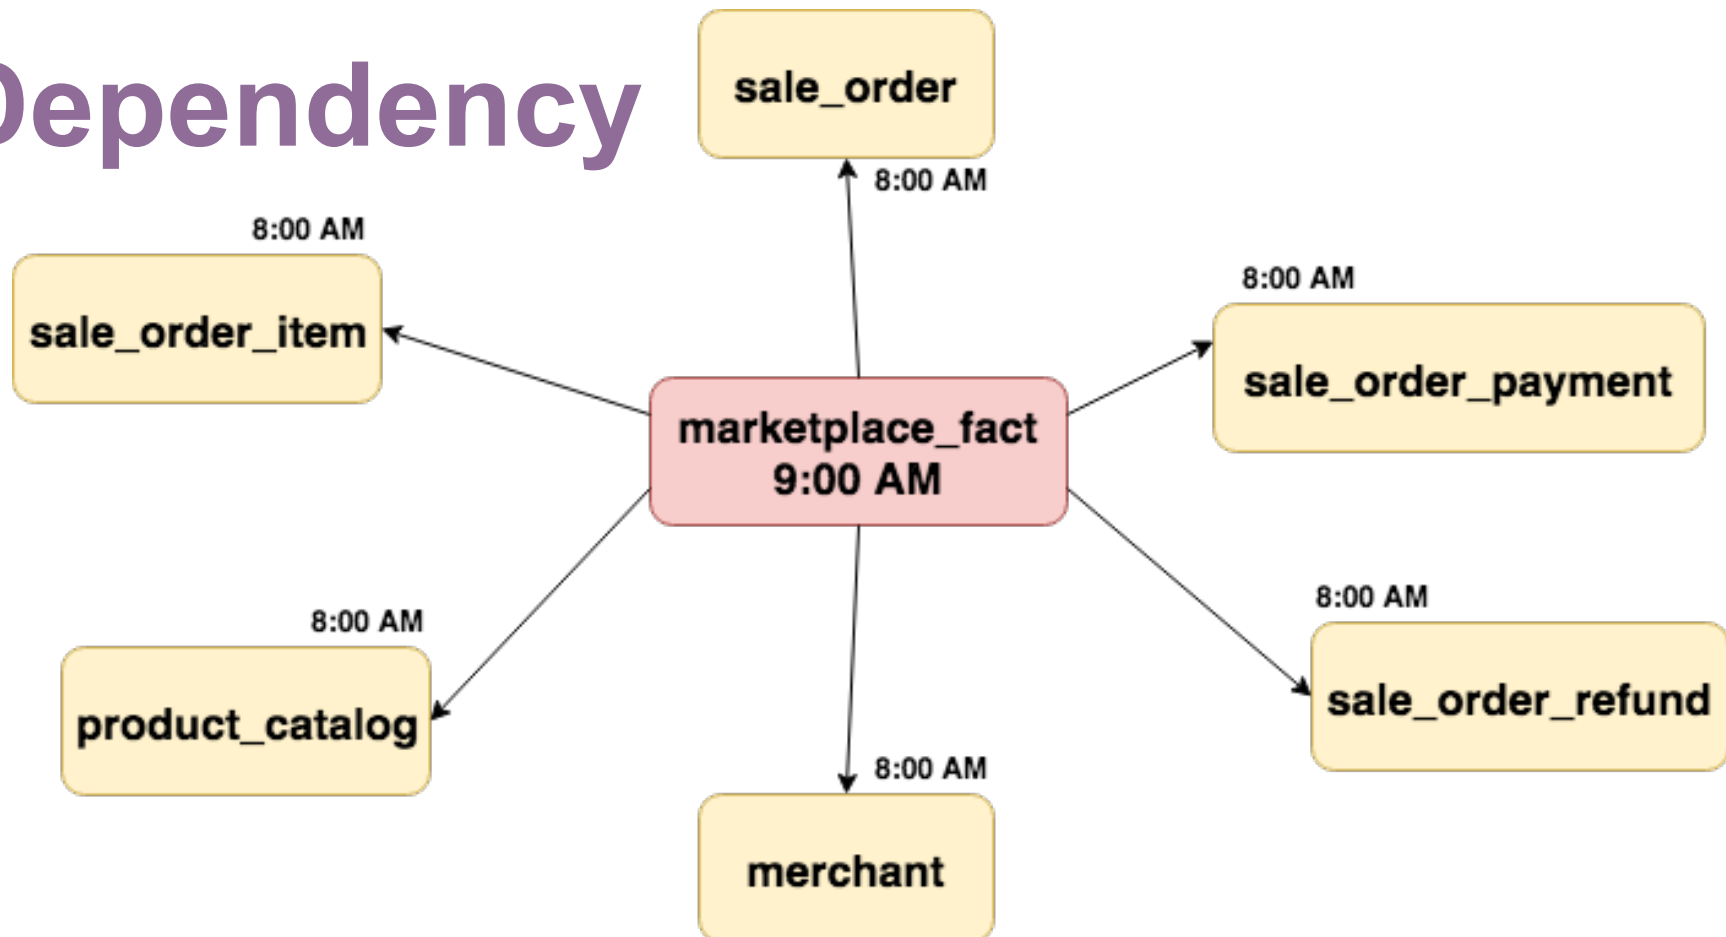 Dependency
sale_order
8:00 AM
8:00 AM
sale_order_item
8:00 AM
sale_order_payment
marketplace_fact
9:00 AM
8:00 AM
product_catalog
8:00 AM
sale_order_refund
8:00 AM
merchant